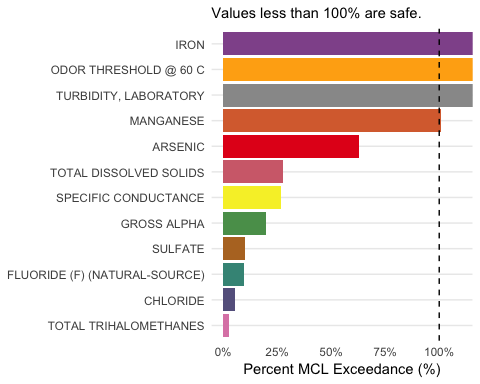 Values less than 100% are safe.
IRON
ODOR THRESHOLD @ 60 C
TURBIDITY, LABORATORY
MANGANESE
ARSENIC
TOTAL DISSOLVED SOLIDS
SPECIFIC CONDUCTANCE
GROSS ALPHA
SULFATE
FLUORIDE (F) (NATURAL-SOURCE)
CHLORIDE
TOTAL TRIHALOMETHANES
0% 25% 50% 75% 100%
Percent MCL Exceedance (%)